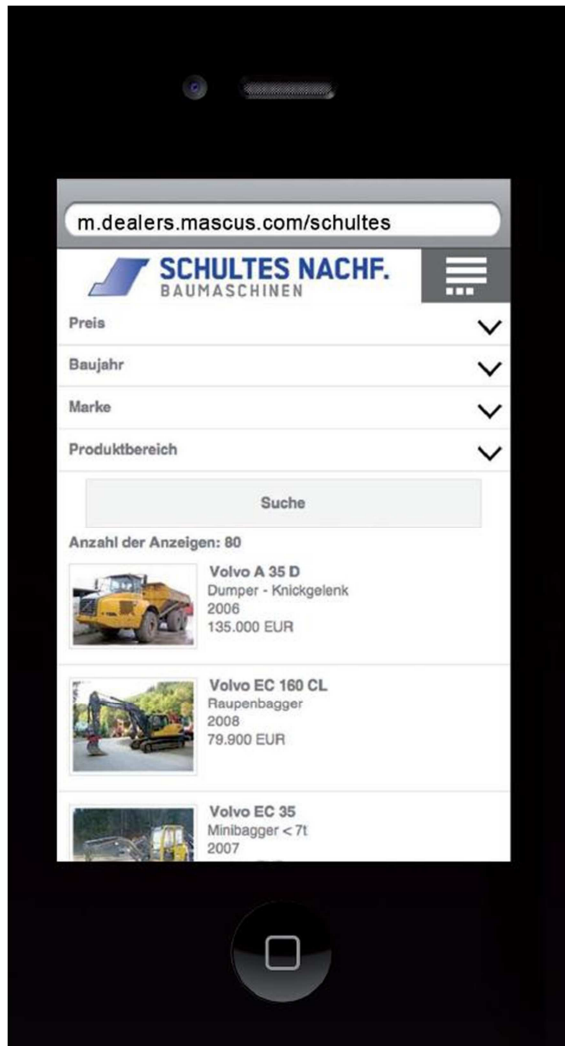 m.dealers.mascus.com/schultes
SCHULTES NACHF.
BAUMASCHINEN
Preis
Baujahr
Marke
Produktbereich
Suche
Anzahl der Anzeigen: 80
Volvo A 35 D
Dumper - Knickgelenk
2006
135.000 EUR
Volvo EC 160 CL
Raupenbagger
2008
79.900 EUR
Volvo EC 35
Minibagger < 7t
2007